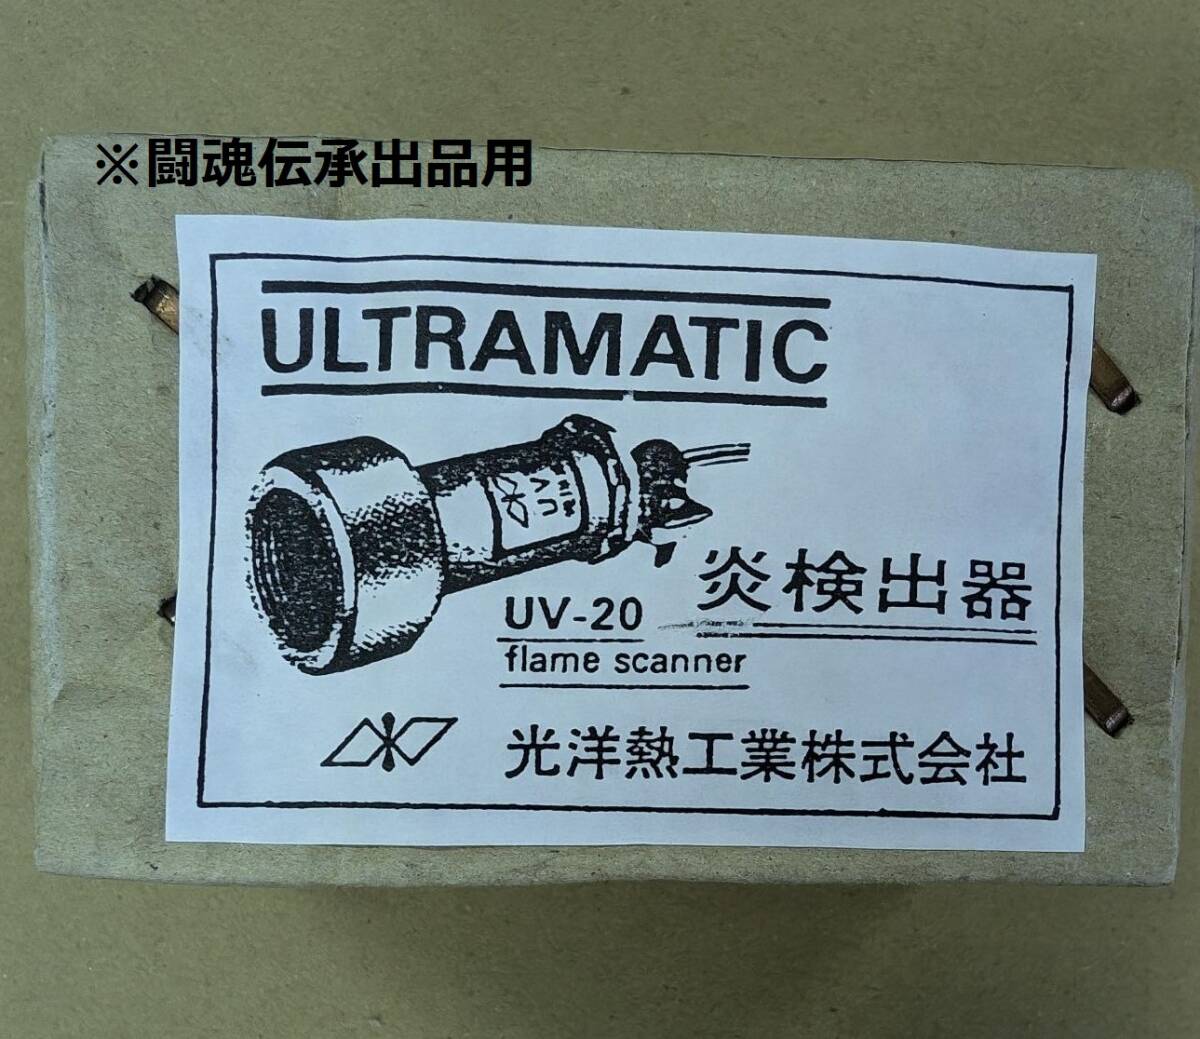 ※闘魂伝承出品用
ULTRAMATIC
UV
UV-20
炎検出器
flame scanner
光洋熱工業株式会社